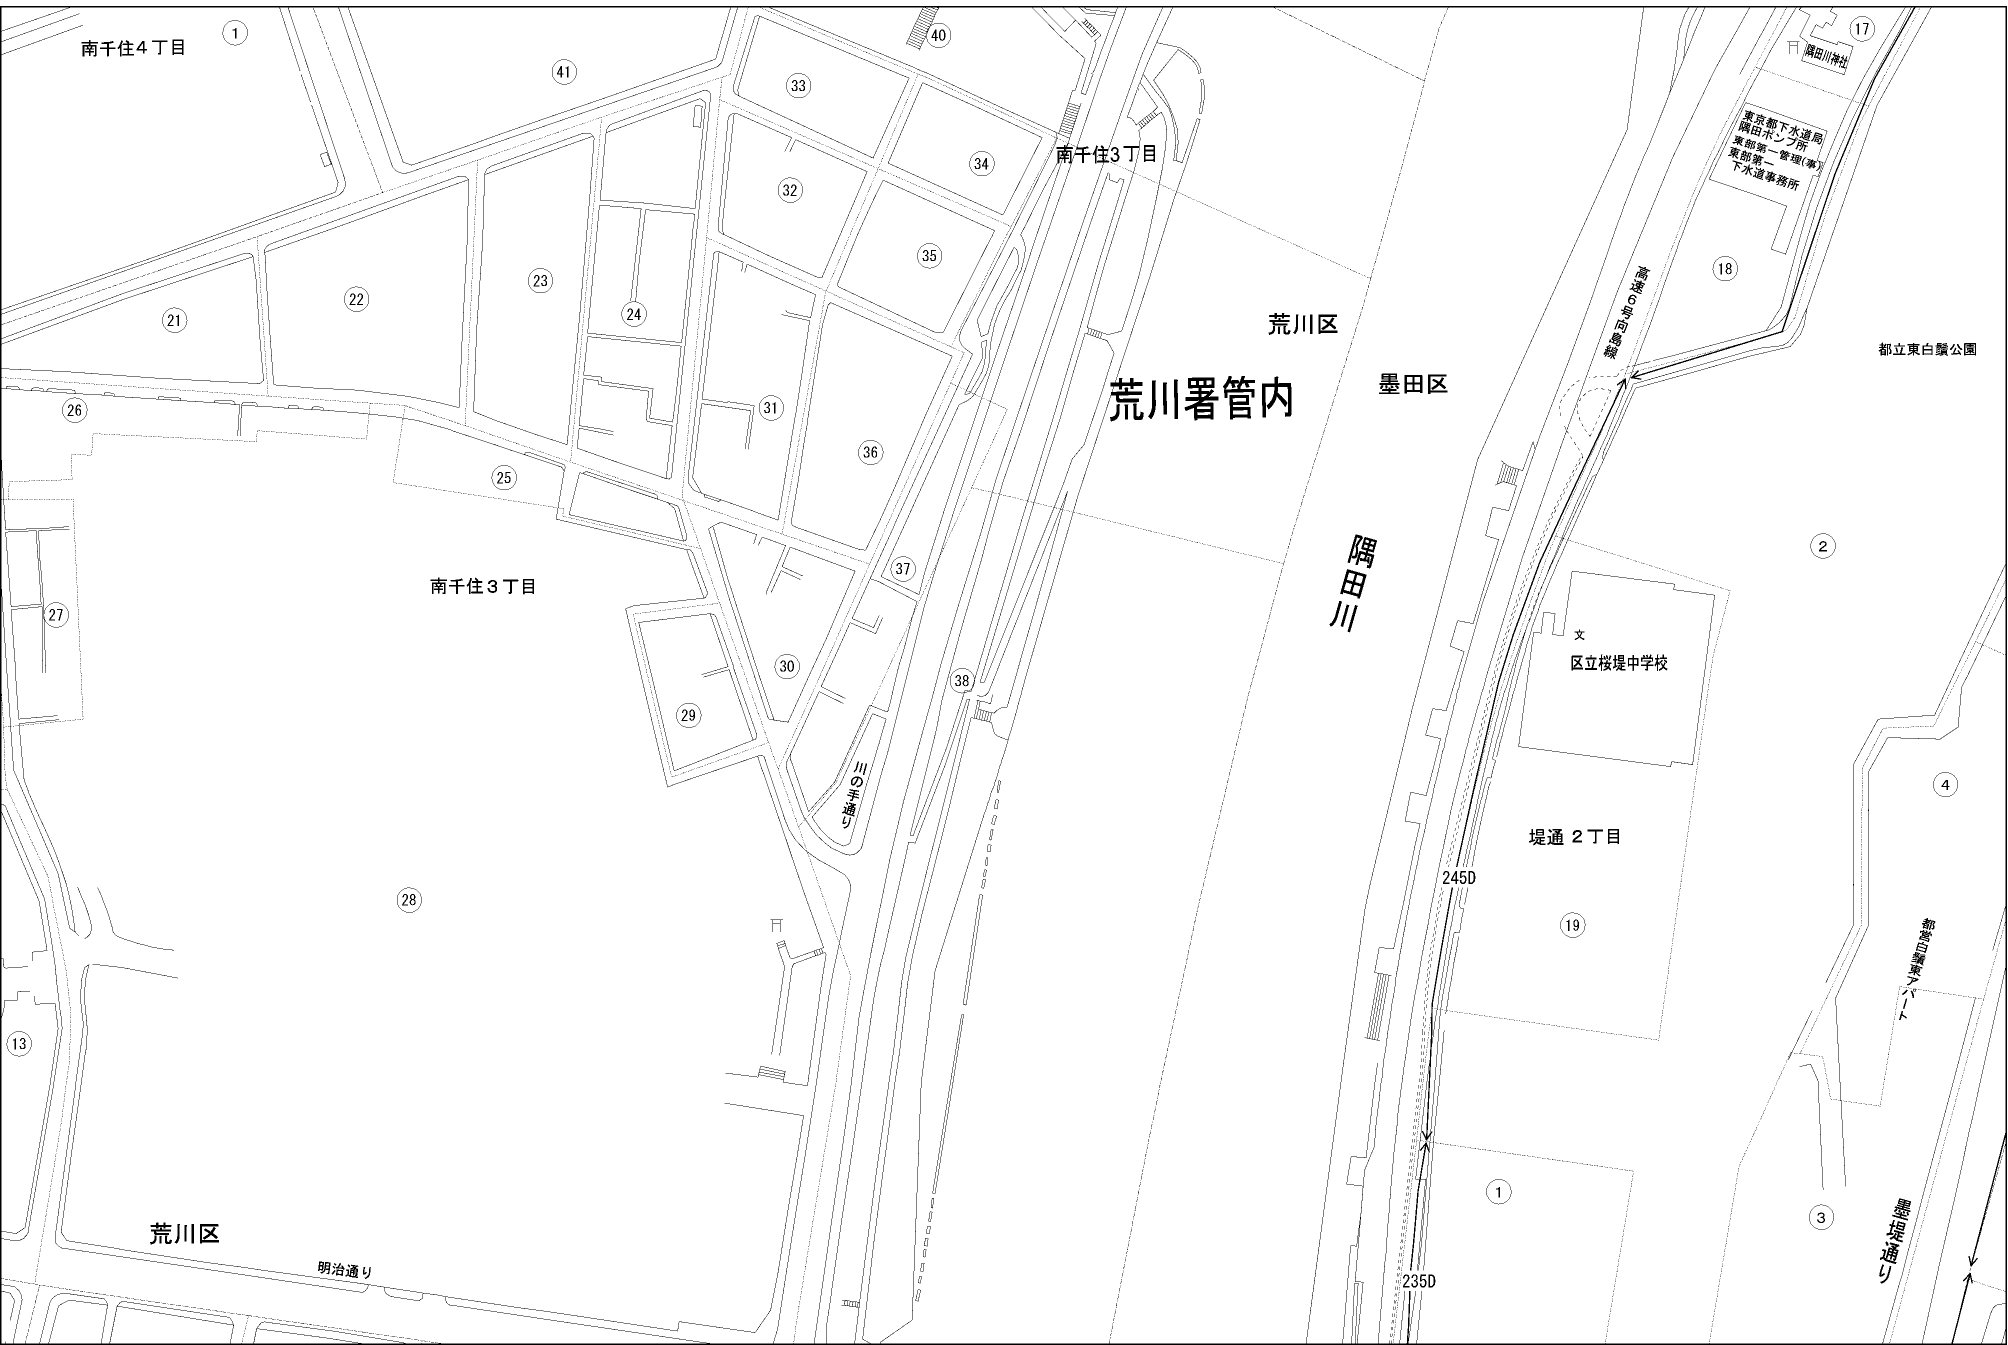 南千住4丁目
1
41
40
33
34
32
35
17
隅田川神社
東京都下水道局
隅田ポンプ所
東部第一管理(事)
東部第一
下水道事務所
南千住3丁目
18
高速6号向島線
都立東白鬚公園
21
22
23
24
31
36
荒川区
墨田区
荒川署管内
26
25
27
南千住3丁目
37
隅田川
2
文
区立桜堤中学校
30
29
38
川の手通り
4
堤通2丁目
245D
19
28
都営白鬚東アパート
13
1
3
墨堤通り
荒川区
明治通り
235D